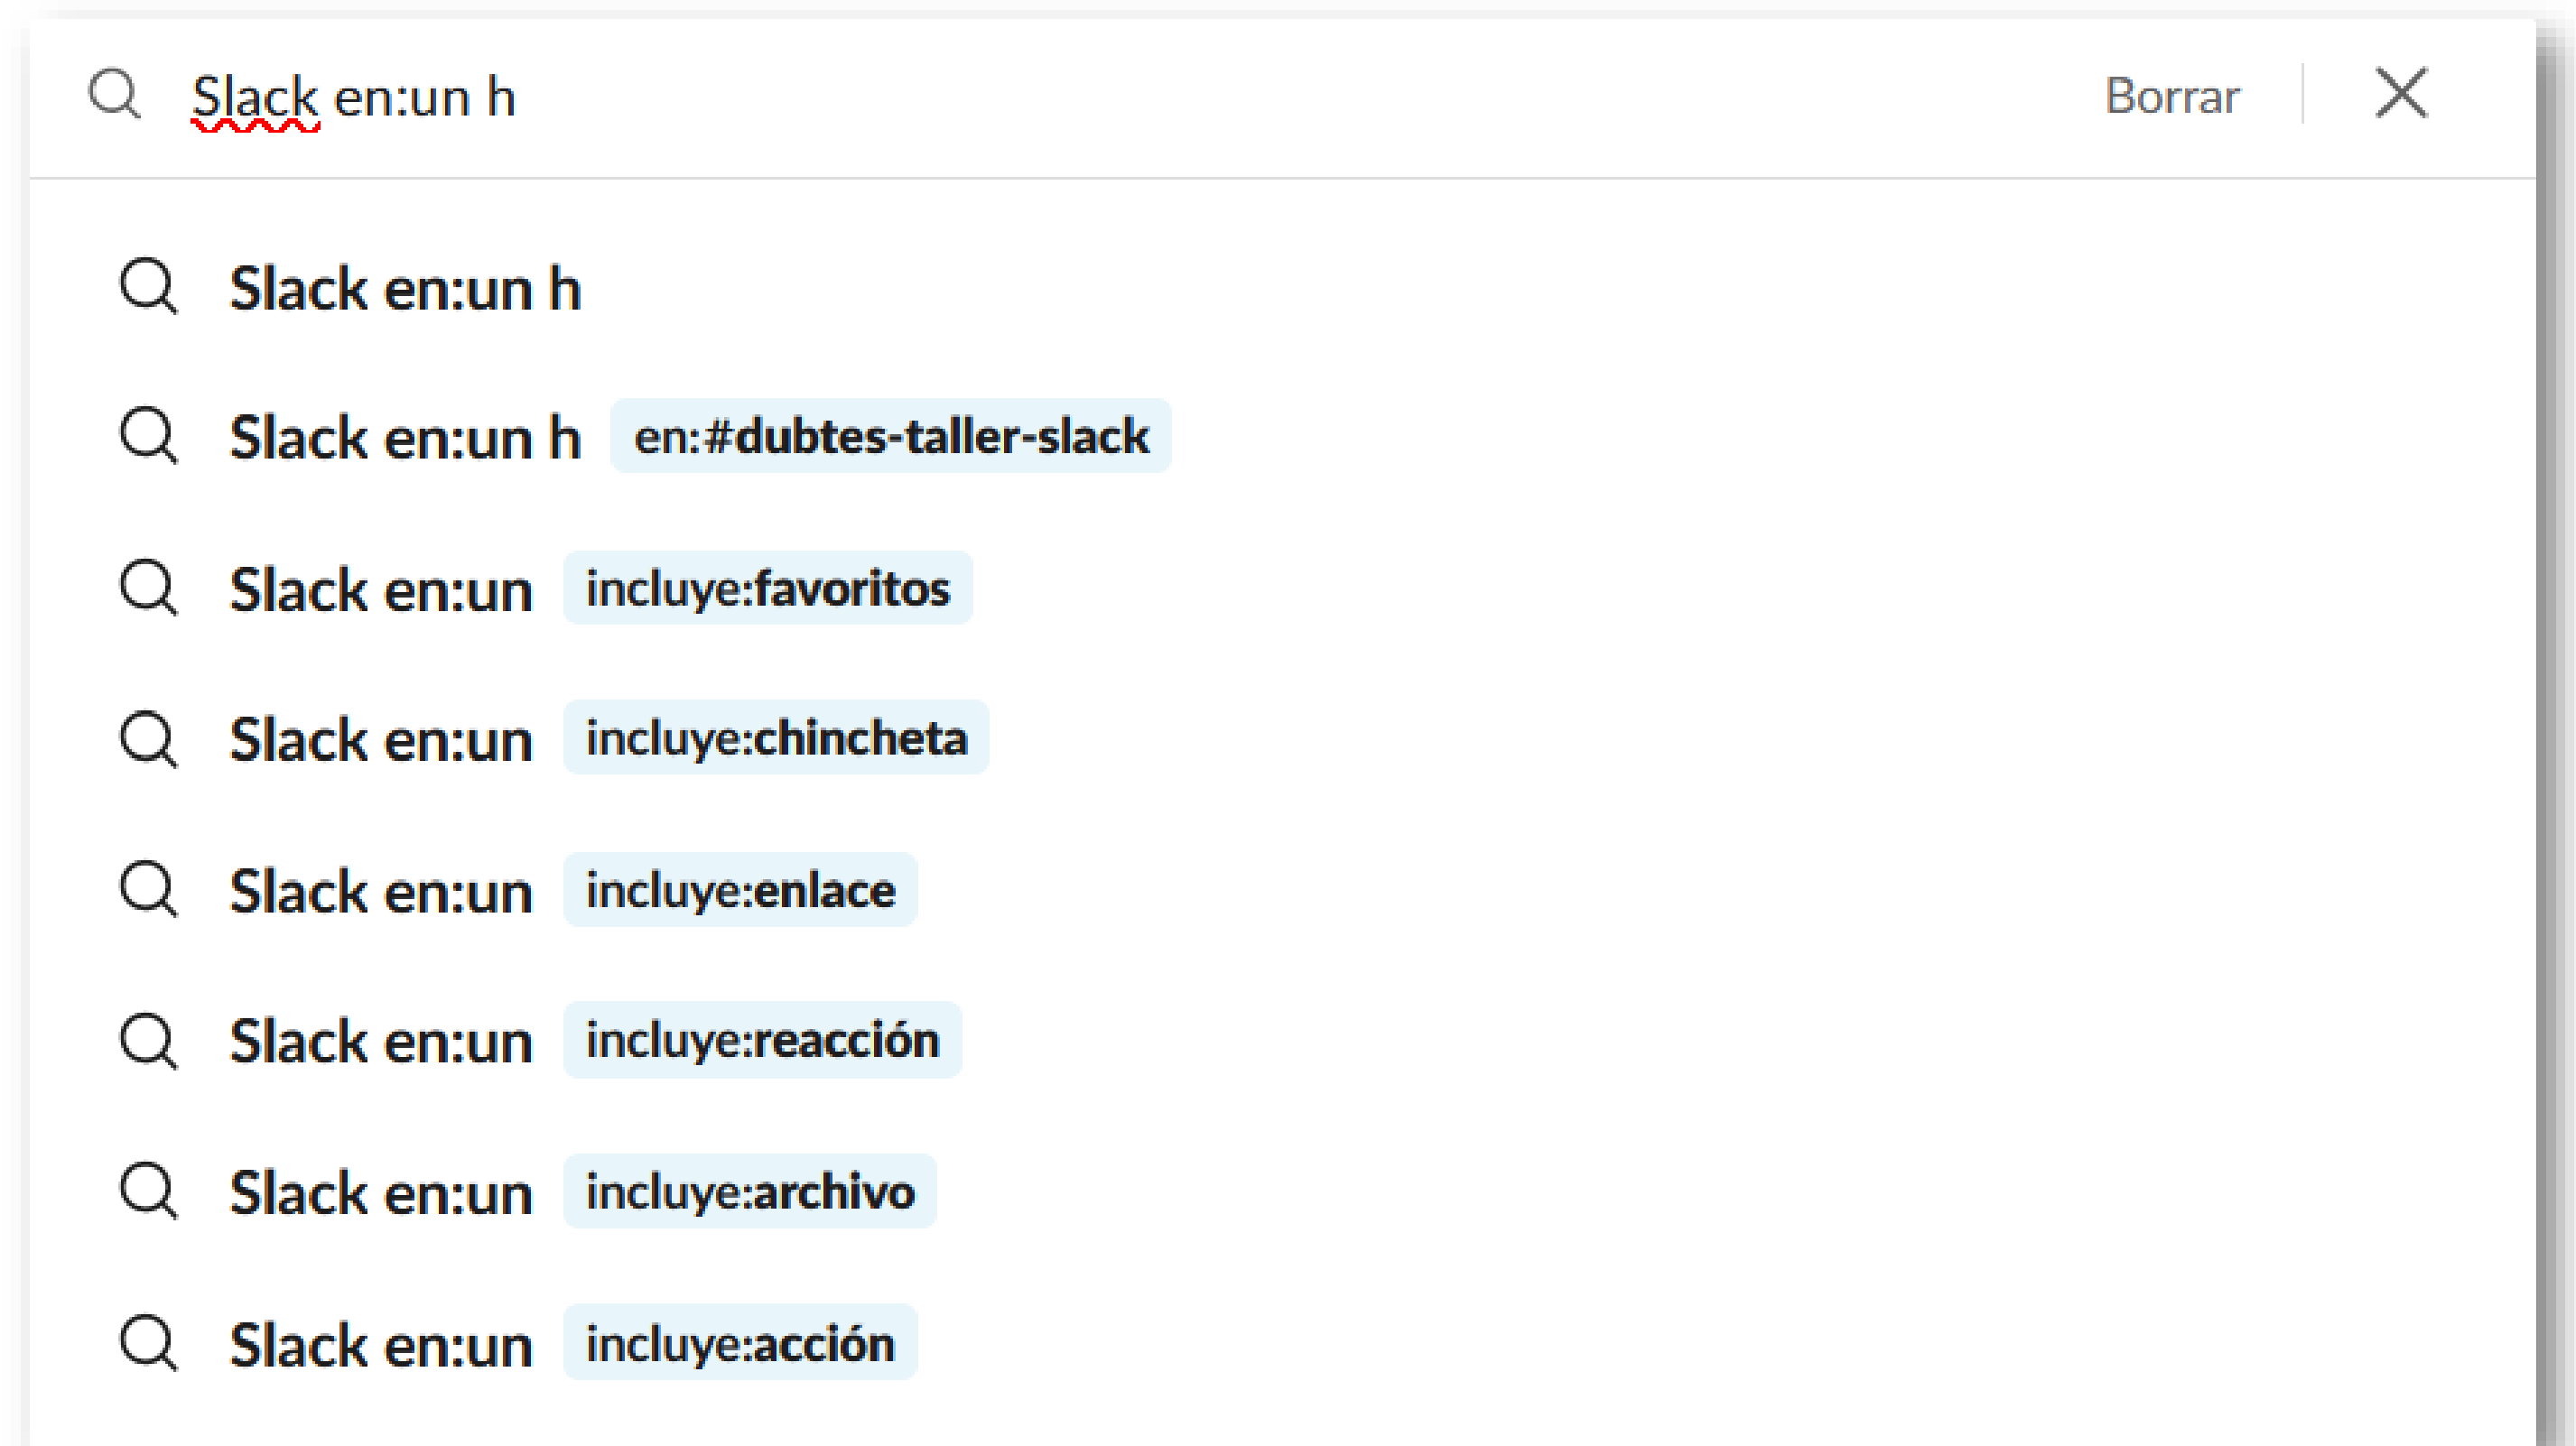 Slack en:un h Borrar
Slack en:un h
Slack en:un h en:#dubtes-taller-slack
Slack en:un incluye:favoritos
Slack en:un incluye:chincheta
Slack en:un incluye:enlace
Slack en:un incluye:reacción
Slack en:un incluye:archivo
Slack en:un incluye:acción